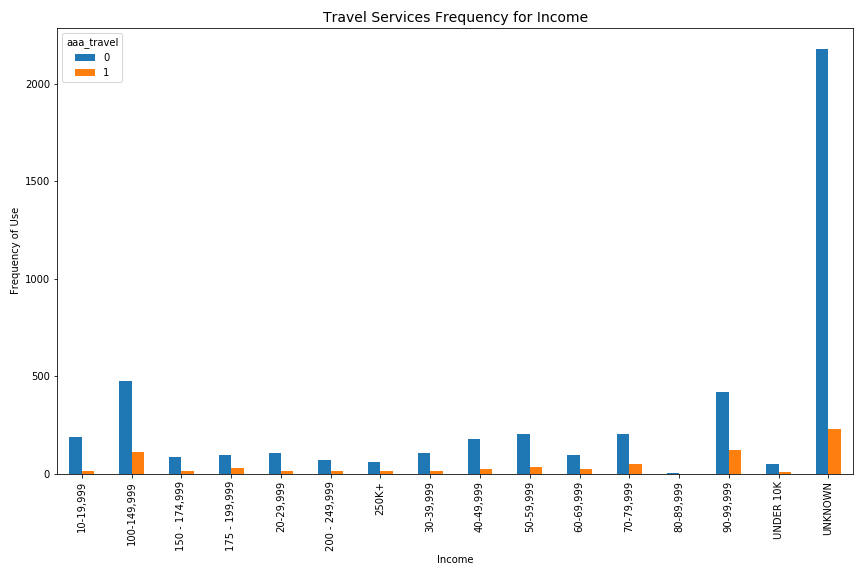 Travel Services Frequency for Income
aaa_travel
0
1
2000
1500
1000
500
0
Frequency of Use
10-19,999
100-149,999
150 - 174,999
175 - 199,999
20-29,999
200 - 249,999
250K+
30-39,999
40-49,999
50-59,999
60-69,999
70-79,999
80-89,999
90-99,999
UNDER 10K
UNKNOWN
Income